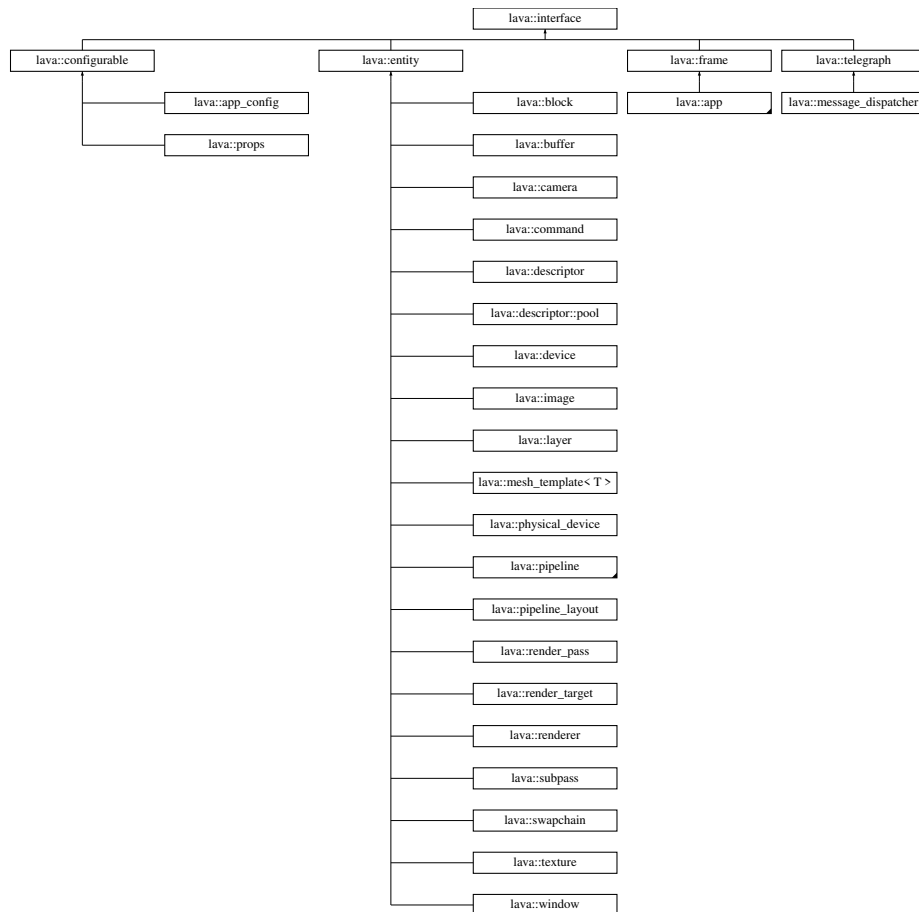 lava::interface
lava::configurable
lava::entity
lava::frame
lava::telegraph
lava::app_config
lava::block
lava::app
lava::message_dispatcher
lava::props
lava::buffer
lava::camera
lava::command
lava::descriptor
lava::descriptor::pool
lava::device
lava::image
lava::layer
lava::mesh_template< T >
lava::physical_device
lava::pipeline
lava::pipeline_layout
lava::render_pass
lava::render_target
lava::renderer
lava::subpass
lava::swapchain
lava::texture
lava::window